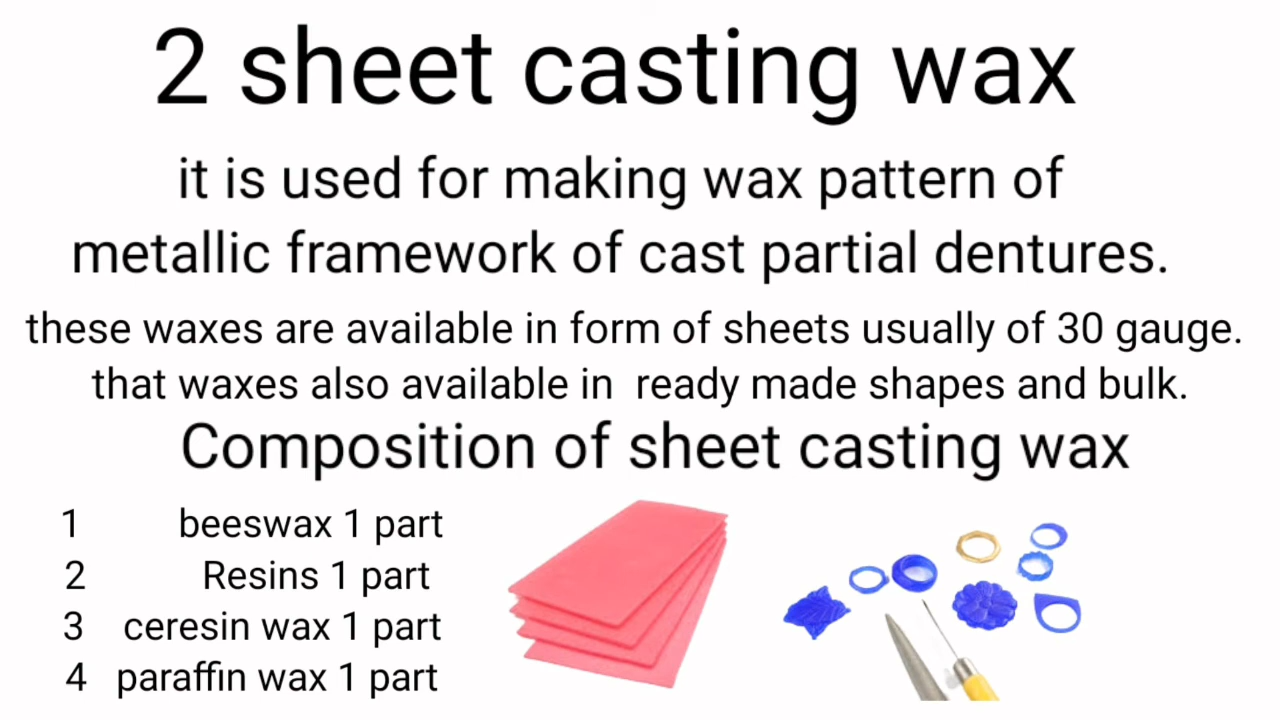 2 sheet casting wax
it is used for making wax pattern of
metallic framework of cast partial dentures.
these waxes are available in form of sheets usually of 30 gauge.
that waxes also available in ready made shapes and bulk.
Composition of sheet casting wax
1 beeswax 1 part
2 Resins 1 part
3 ceresin wax 1 part
4 paraffin wax 1 part